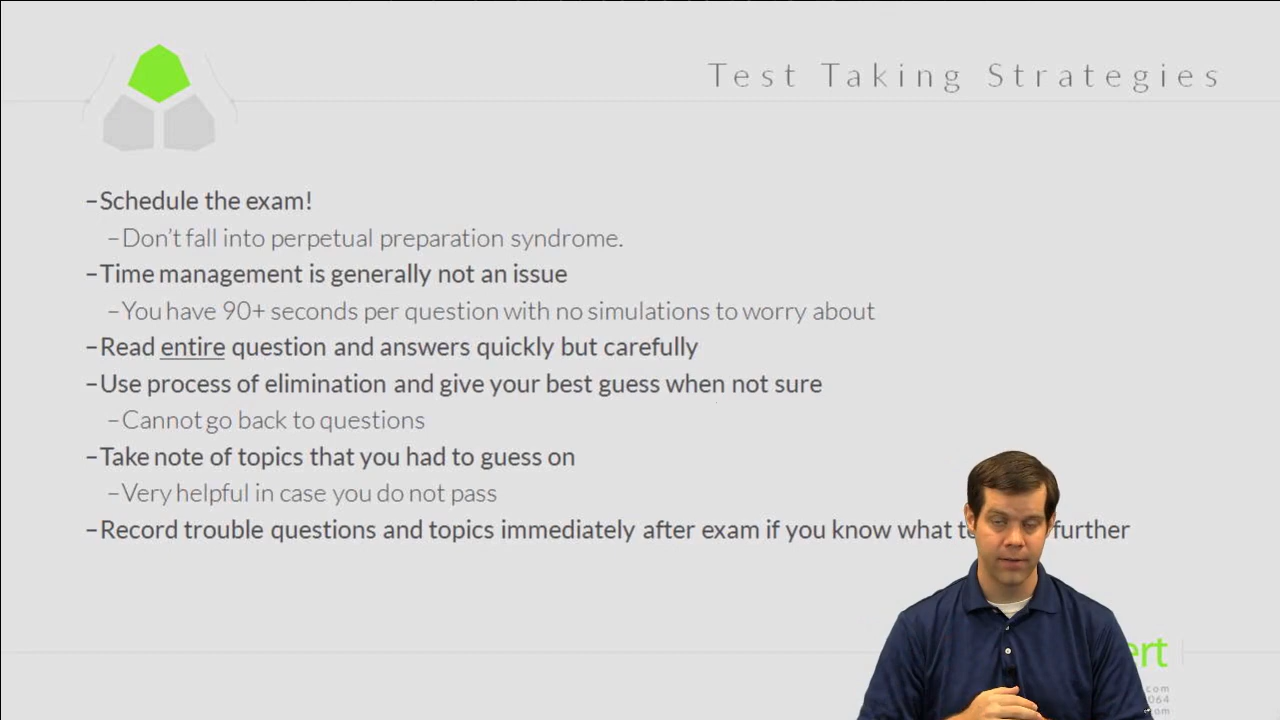 Test Taking Strategies
–Schedule the exam!
–Don't fall into perpetual preparation syndrome.
–Time management is generally not an issue
–You have 90+ seconds per question with no simulations to worry about
–Read entire question and answers quickly but carefully
–Use process of elimination and give your best guess when not sure
–Cannot go back to questions
–Take note of topics that you had to guess on
–Very helpful in case you do not pass
–Record trouble questions and topics immediately after exam if you know what further
ert
.com
064
om